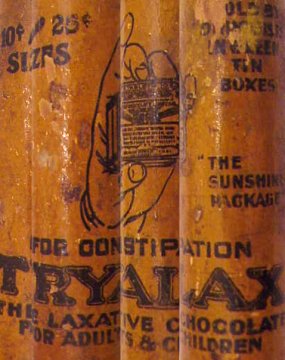 10¢ 25¢
SIZES
OLD BY
IN
TIN
BOXES
"THE
SUNSHINE
PACKAGE"
FOR CONSTIPATION
TRYALAX
THE LAXATIVE CHOCOLATE
FOR ADULTS & CHILDREN